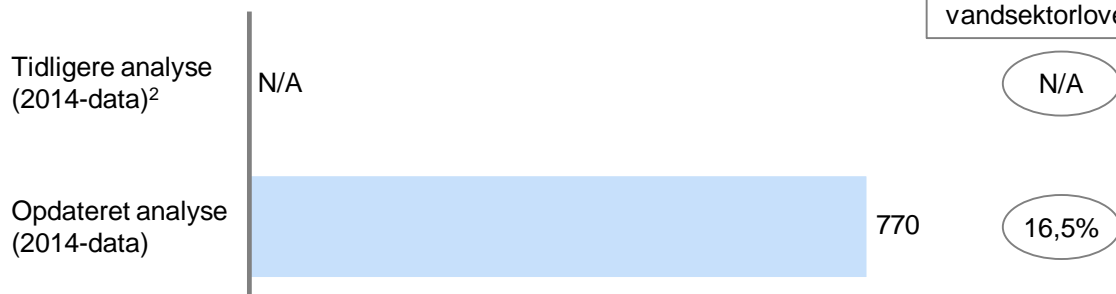 vandsektorlove
Tidligere analyse
(2014-data)²
N/A
N/A
Opdateret analyse
(2014-data)
770
16,5%